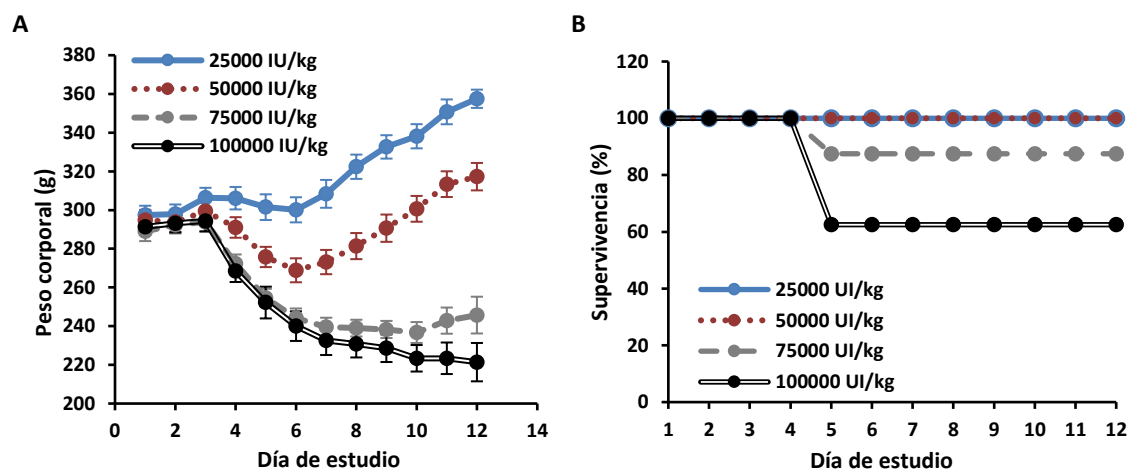 A
380
360
340
320
300
280
260
240
220
200
Peso corporal (g)
25000 IU/kg
50000 IU/kg
75000 IU/kg
100000 IU/kg
0 2 4 6 8 10 12 14
Día de estudio
B
120
100
80
60
40
20
0
Supervivencia (%)
25000 UI/kg
50000 UI/kg
75000 UI/kg
100000 UI/kg
1 2 3 4 5 6 7 8 9 10 11 12
Día de estudio